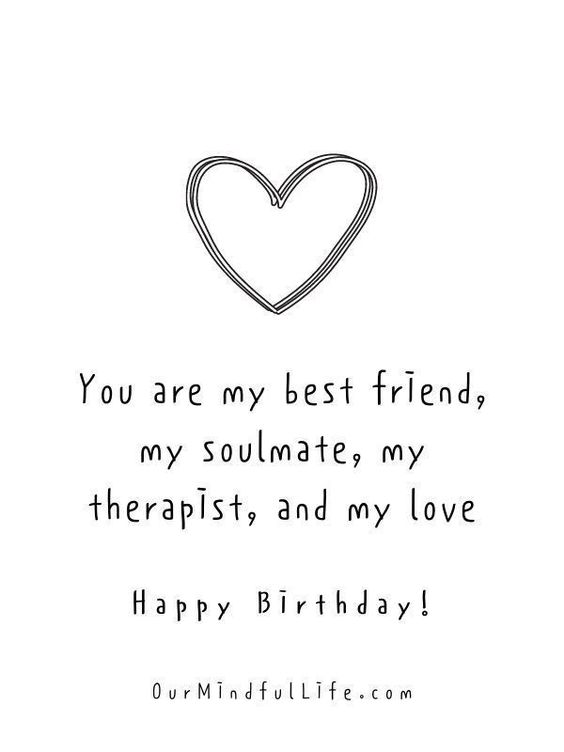 You are my best friend,
my soulmate, my
therapist, and my love
Happy Birthday!
OurMindfulLife.com